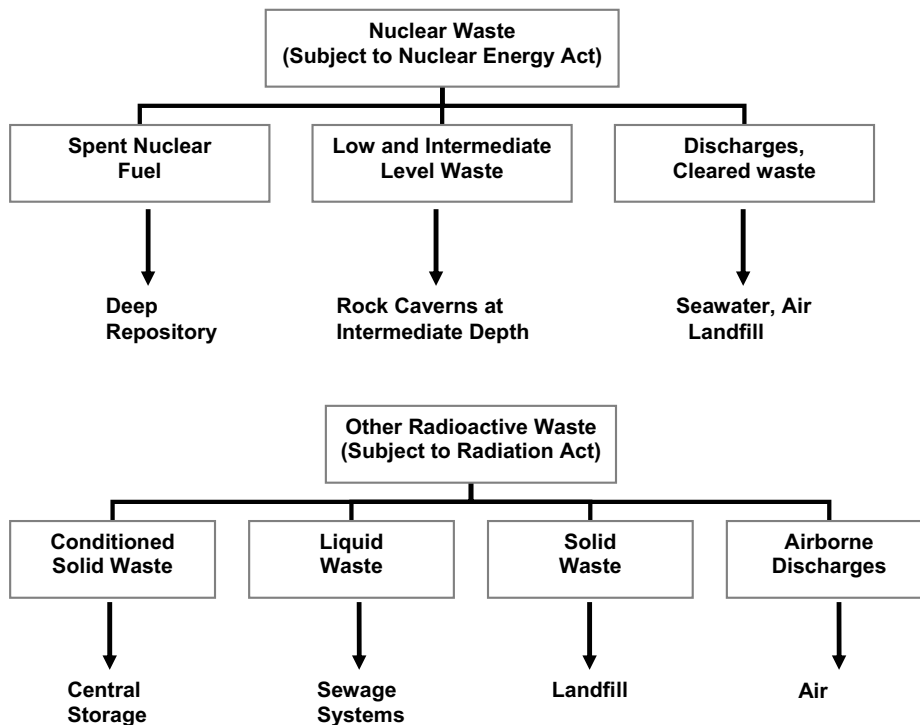 Nuclear Waste
(Subject to Nuclear Energy Act)
Spent Nuclear
Fuel
Low and Intermediate
Level Waste
Discharges,
Cleared waste
Deep
Repository
Rock Caverns at
Intermediate Depth
Seawater, Air
Landfill
Other Radioactive Waste
(Subject to Radiation Act)
Conditioned
Solid Waste
Liquid
Waste
Solid
Waste
Airborne
Discharges
Central
Storage
Sewage
Systems
Landfill
Air